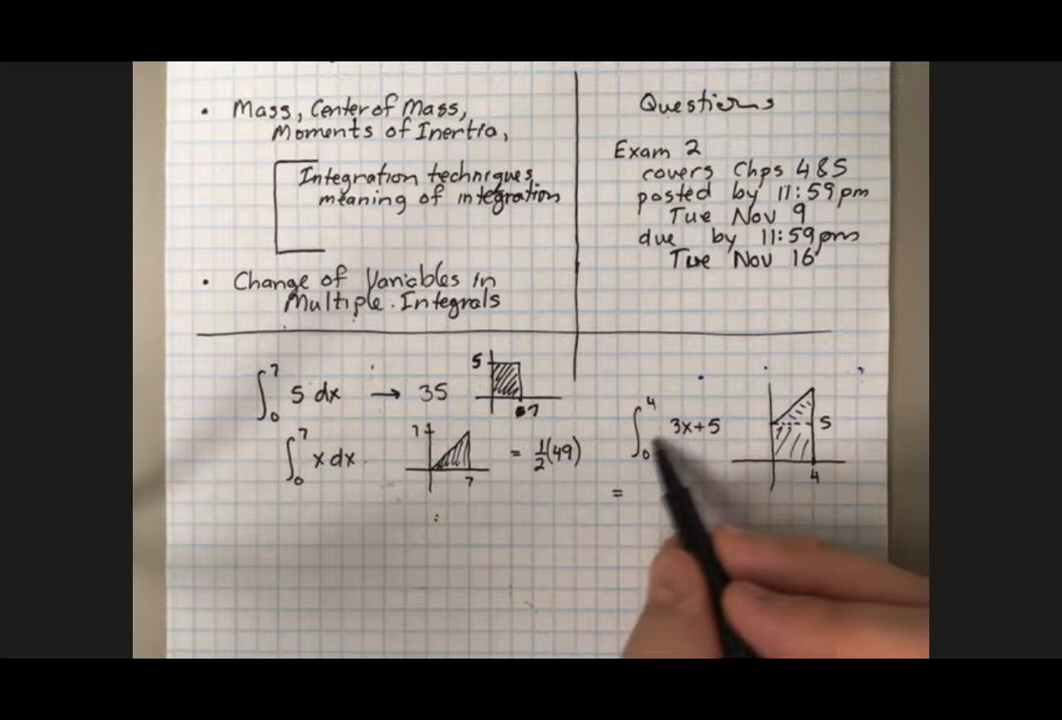 • Mass, Center of Mass,
Moments of Inertia,
Integration techniques,
meaning of integration
• Change of Variables in
Multiple Integrals
Questions
Exam 2
covers Chps 4&5
posted by 11:59pm
Tue Nov 9
due by 11:59pm
Tue Nov 16
∫₀⁷ 5 dx → 35
5
7
∫₀⁷ x dx
7
7
= ½(49)
∫₀⁴ 3x+5
5
4
=